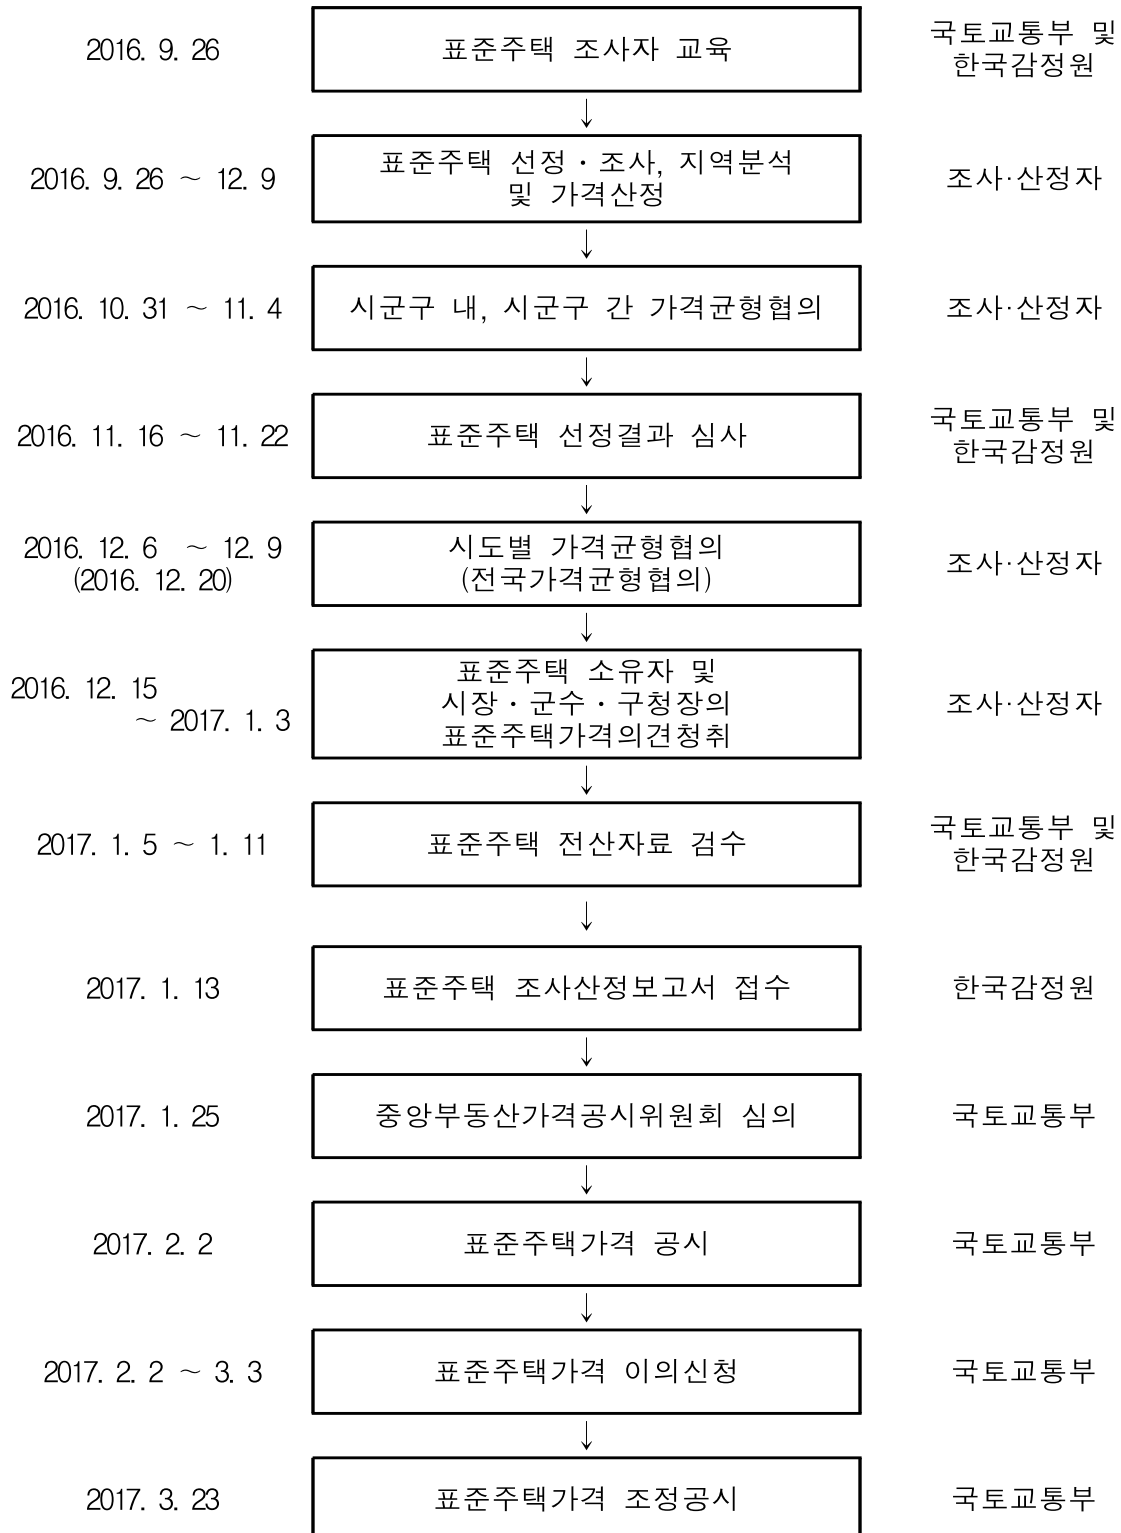 2016. 9. 26
표준주택 조사자 교육
국토교통부 및
한국감정원
2016. 9. 26 ~ 12. 9
표준주택 선정·조사, 지역분석
및 가격산정
조사·산정자
2016. 10. 31 ~ 11. 4
시군구 내, 시군구 간 가격균형협의
조사·산정자
2016. 11. 16 ~ 11. 22
표준주택 선정결과 심사
국토교통부 및
한국감정원
2016. 12. 6 ~ 12. 9
(2016. 12. 20)
시도별 가격균형협의
(전국가격균형협의)
조사·산정자
2016. 12. 15
~ 2017. 1. 3
표준주택 소유자 및
시장·군수·구청장의
표준주택가격의견청취
조사·산정자
2017. 1. 5 ~ 1. 11
표준주택 전산자료 검수
국토교통부 및
한국감정원
2017. 1. 13
표준주택 조사산정보고서 접수
한국감정원
2017. 1. 25
중앙부동산가격공시위원회 심의
국토교통부
2017. 2. 2
표준주택가격 공시
국토교통부
2017. 2. 2 ~ 3. 3
표준주택가격 이의신청
국토교통부
2017. 3. 23
표준주택가격 조정공시
국토교통부